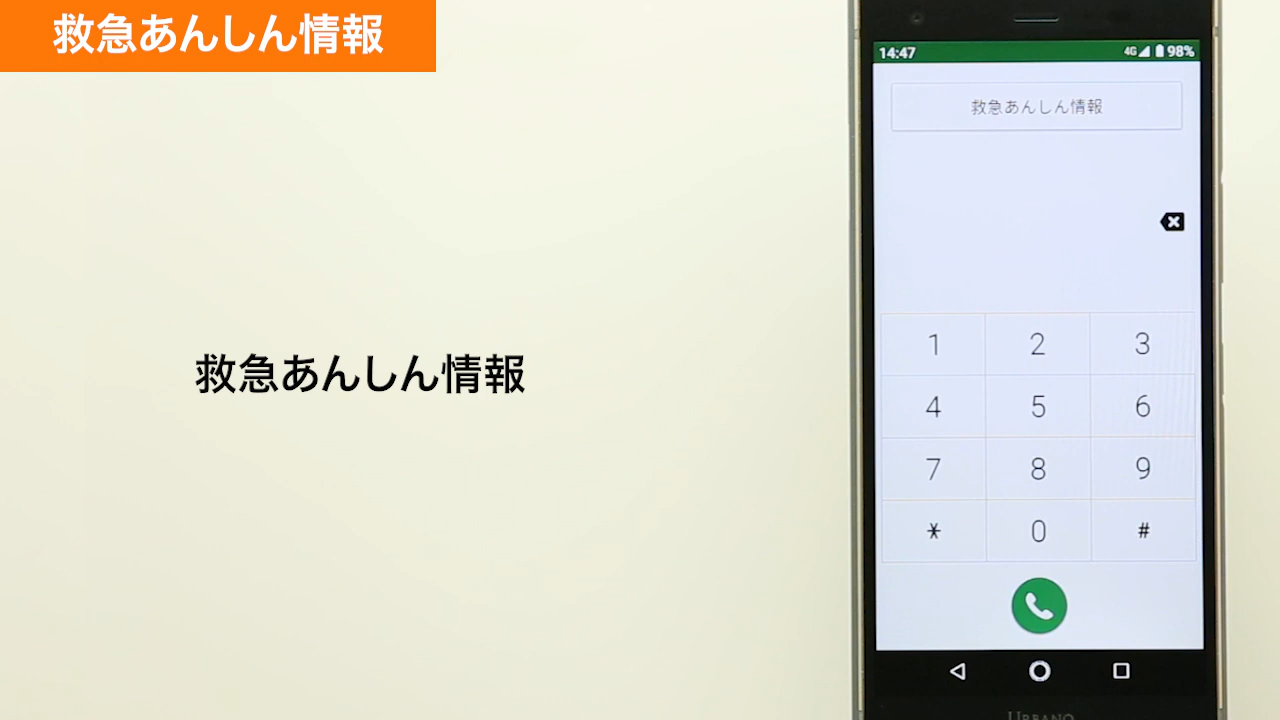 救急あんしん情報
14:47 4G 98%
救急あんしん情報
救急あんしん情報
1 2 3
4 5 6
7 8 9
* 0 #
URBANO